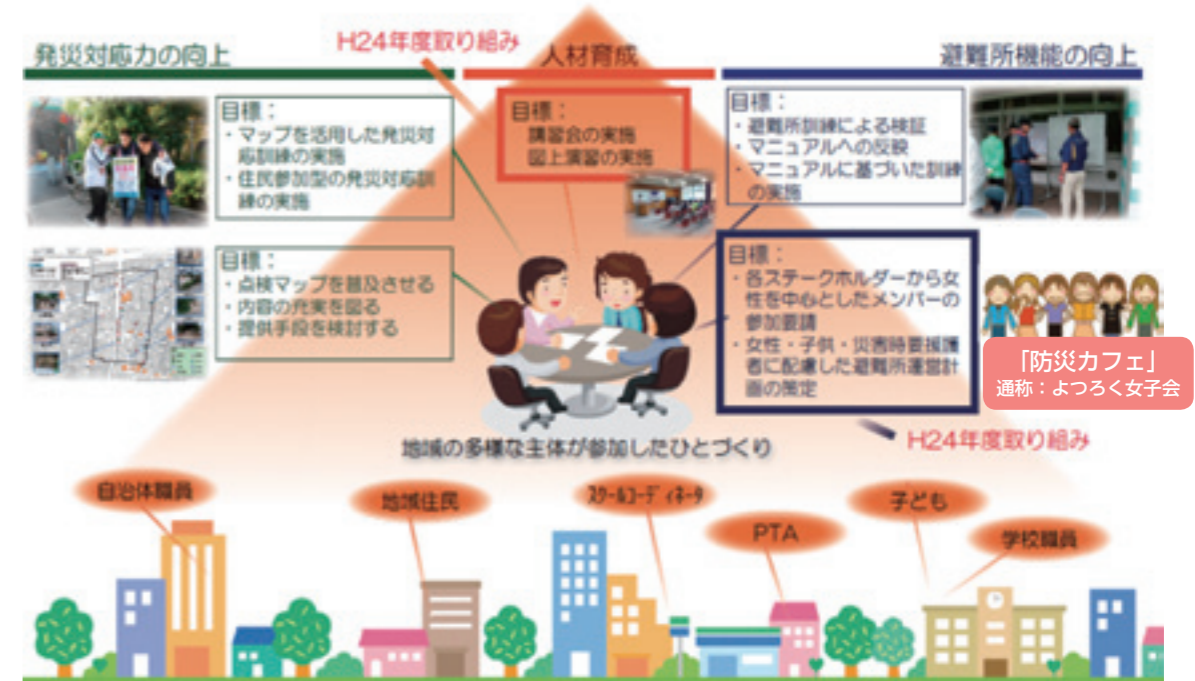 H24年度取り組み
発災対応力の向上
人材育成
避難所機能の向上
目標：
・マップを活用した発災対
応訓練の実施
・住民参加型の発災対応訓
練の実施
目標：
講習会の実施
図上演習の実施
目標：
・避難所訓練による検証
・マニュアルへの反映
・マニュアルに基づいた訓練
の実施
目標：
・点検マップを普及させる
・内容の充実を図る
・提供手段を検討する
目標：
・各ステークホルダーから女
性を中心としたメンバーの
参加要請
・女性・子供・災害時要援護
者に配慮した避難所運営計
画の策定
「防災カフェ」
通称：よつろく女子会
H24年度取り組み
地域の多様な主体が参加したひとづくり
自治体職員
地域住民
ｽｸｰﾙｺｰﾃﾞｨﾈｰﾀ
PTA
子ども
学校職員